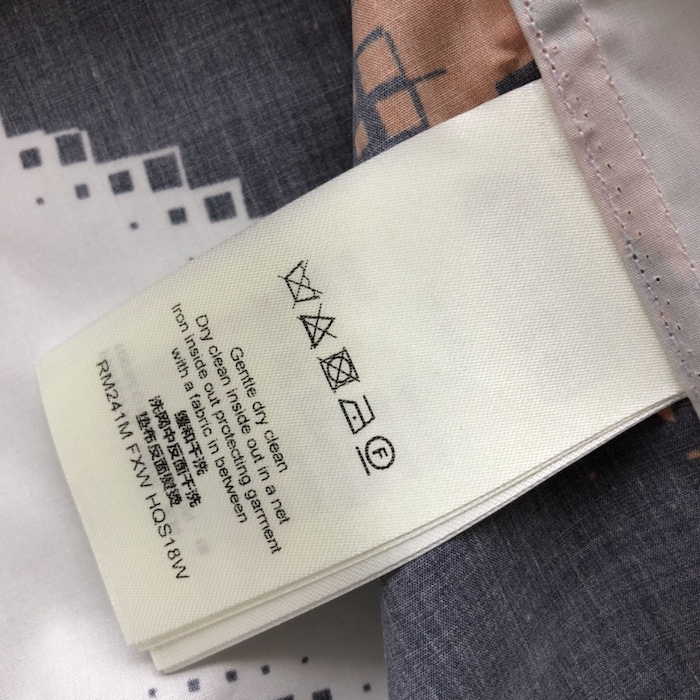 F
Gentle dry clean
Dry clean inside out in a net
Iron inside out protecting garment
with a fabric in between
缓和干洗
洗网中反面干洗
垫布反面熨烫
RM241M FXW HQS18W